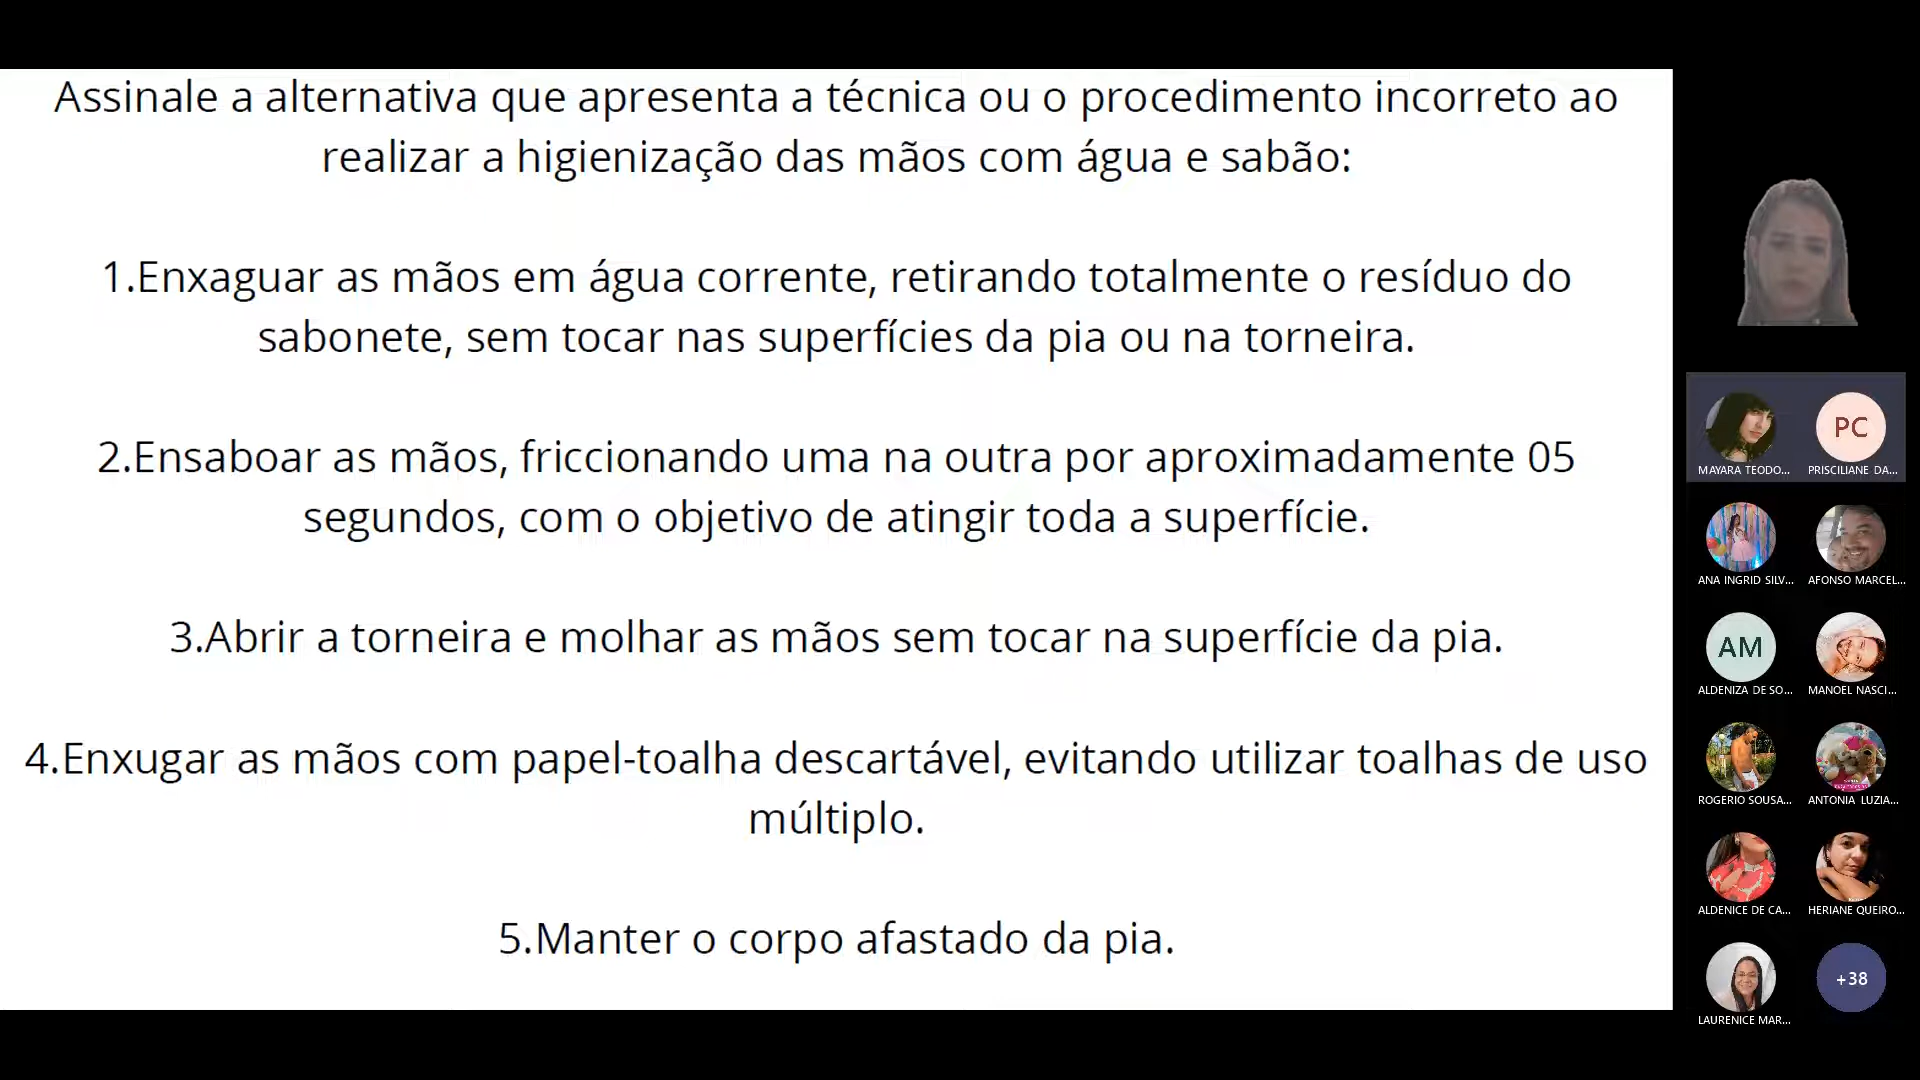 Assinale a alternativa que apresenta a técnica ou o procedimento incorreto ao
realizar a higienização das mãos com água e sabão:
1.Enxaguar as mãos em água corrente, retirando totalmente o resíduo do
sabonete, sem tocar nas superfícies da pia ou na torneira.
2.Ensaboar as mãos, friccionando uma na outra por aproximadamente 05
segundos, com o objetivo de atingir toda a superfície.
3.Abrir a torneira e molhar as mãos sem tocar na superfície da pia.
4.Enxugar as mãos com papel-toalha descartável, evitando utilizar toalhas de uso
múltiplo.
5.Manter o corpo afastado da pia.
PC
MAYARA TEODO...
PRISCILIANE DA...
ANA INGRID SILV...
AFONSO MARCEL...
AM
ALDENIZA DE SO...
MANOEL NASCI...
ROGERIO SOUSA...
ANTONIA LUZIA...
ALDENICE DE CA...
HERIANE QUEIRO...
+38
LAURENICE MAR...